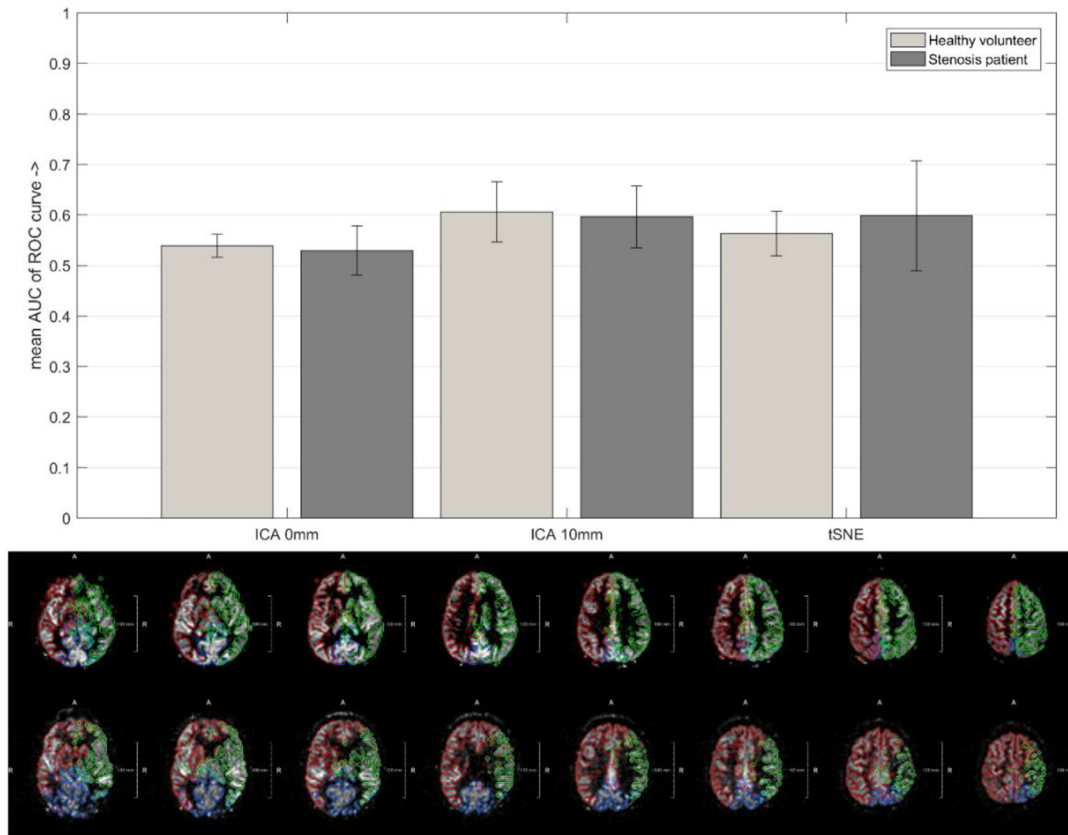 1
0.9
0.8
0.7
0.6
0.5
0.4
0.3
0.2
0.1
0
mean AUC of ROC curve ->
Healthy volunteer
Stenosis patient
ICA 0mm
ICA 10mm
tSNE
A A A A A A A A
R R R R R R R R
A A A A A A A A
R R R R R R R R